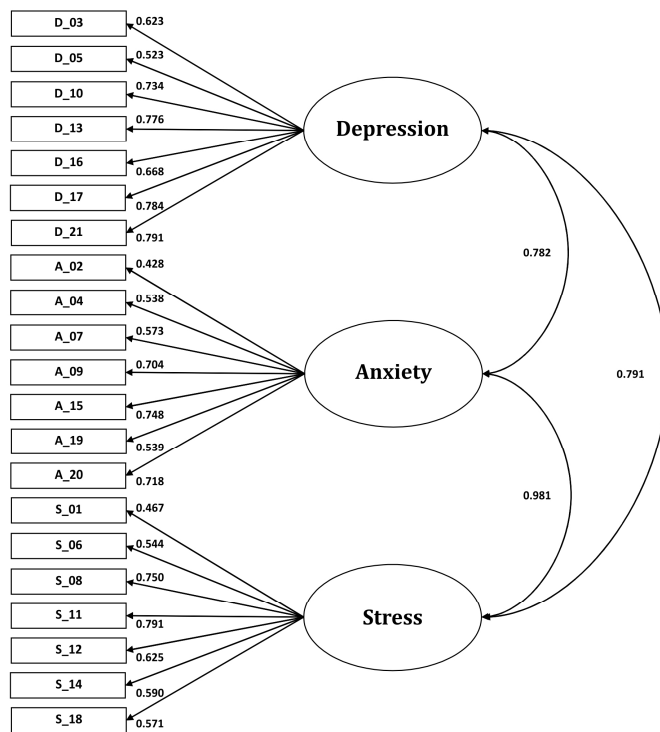 D_03
0.623
D_05
0.523
D_10
0.734
D_13
0.776
D_16
0.668
D_17
0.784
D_21
0.791
Depression
A_02
0.428
A_04
0.538
A_07
0.573
A_09
0.704
A_15
0.748
A_19
0.539
A_20
0.718
Anxiety
S_01
0.467
S_06
0.544
S_08
0.750
S_11
0.791
S_12
0.625
S_14
0.590
S_18
0.571
Stress
0.782
0.791
0.981